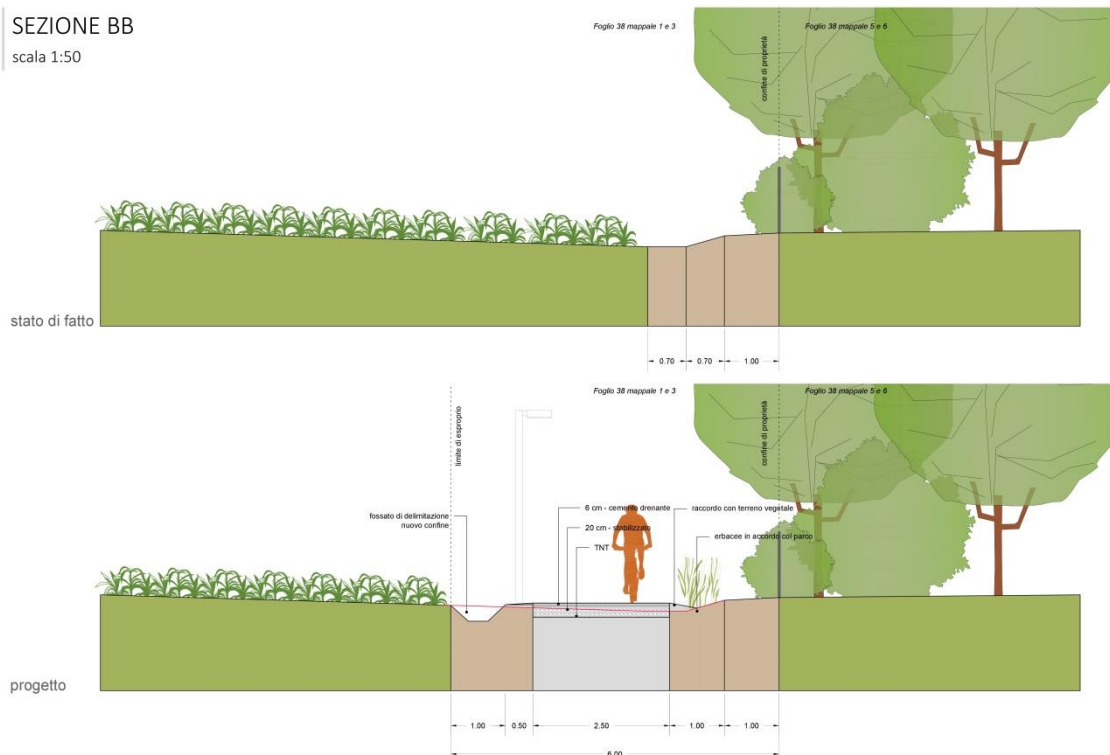 SEZIONE BB
scala 1:50
Foglio 38 mappale 1 e 3
Foglio 38 mappale 5 e 6
confine di proprietà
stato di fatto
0.70
0.70
1.00
Foglio 38 mappale 1 e 3
Foglio 38 mappale 5 e 6
limite di esproprio
confine di proprietà
fossato di delimitazione
nuovo confine
6 cm - cemento drenante
20 cm - stabilizzato
TNT
raccordo con terreno vegetale
erbacee in accordo col parco
progetto
1.00
0.50
2.50
1.00
1.00
6.00